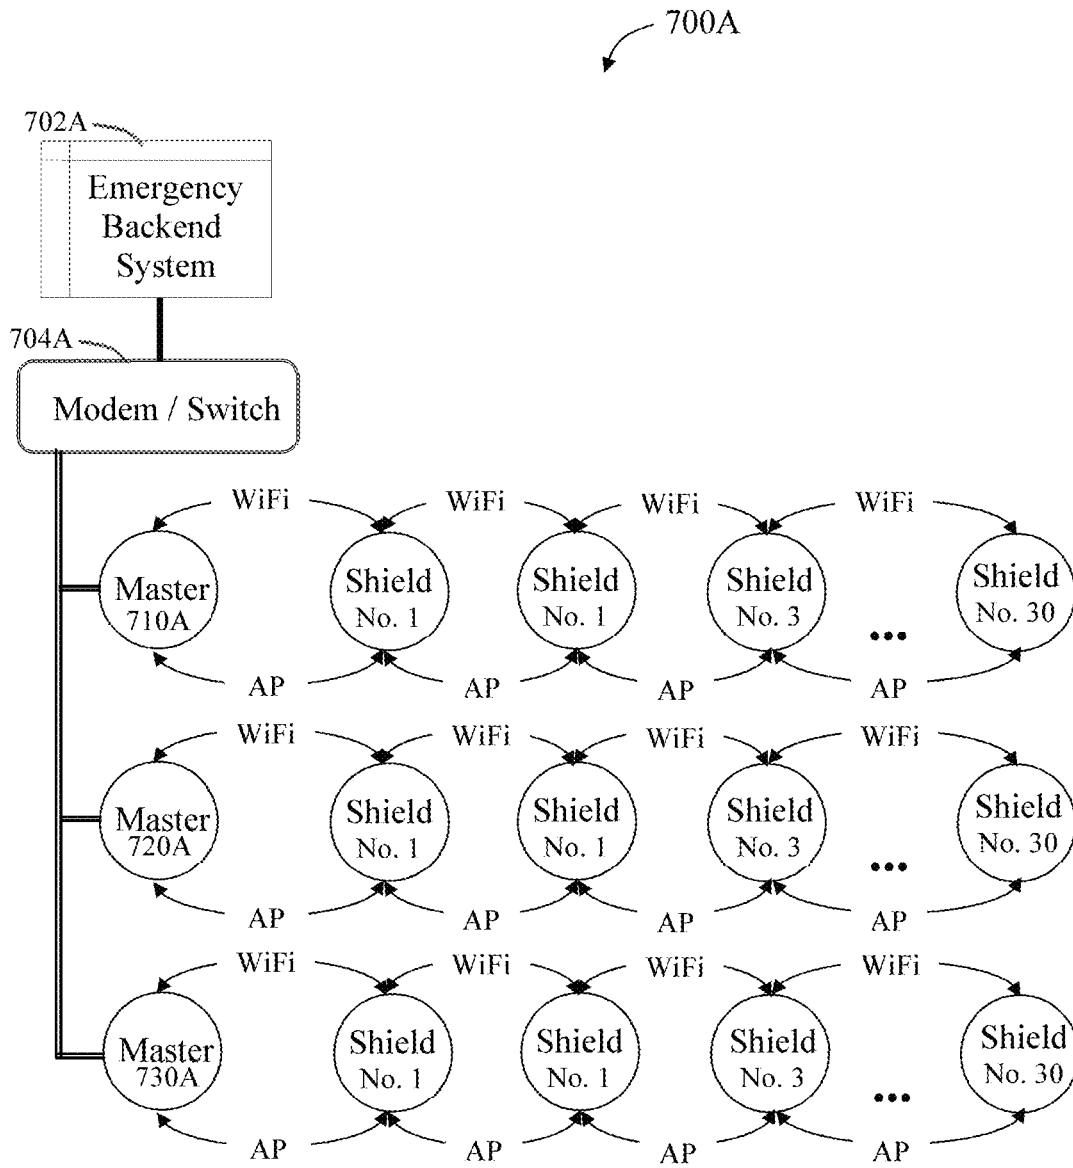 700A
702A
Emergency
Backend
System
704A
Modem / Switch
WiFi WiFi WiFi WiFi
Master
710A
Shield
No. 1
Shield
No. 1
Shield
No. 3
...
Shield
No. 30
AP AP AP AP
WiFi WiFi WiFi WiFi
Master
720A
Shield
No. 1
Shield
No. 1
Shield
No. 3
...
Shield
No. 30
AP AP AP AP
WiFi WiFi WiFi WiFi
Master
730A
Shield
No. 1
Shield
No. 1
Shield
No. 3
...
Shield
No. 30
AP AP AP AP